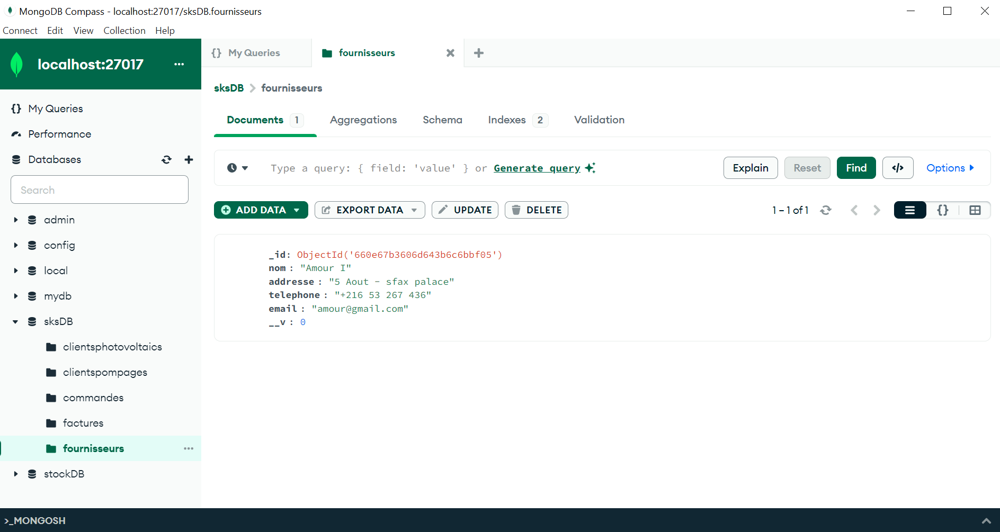 MongoDB Compass - localhost:27017/sksDB.fournisseurs
Connect Edit View Collection Help
localhost:27017 ...
{} My Queries
Performance
Databases
Search
admin
config
local
mydb
sksDB
clientsphotovoltaics
clientspompages
commandes
factures
fournisseurs ...
stockDB
{} My Queries
fournisseurs
sksDB > fournisseurs
Documents 1 Aggregations Schema Indexes 2 Validation
Type a query: { field: 'value' } or Generate query
Explain Reset Find </> Options
ADD DATA EXPORT DATA UPDATE DELETE 1 – 1 of 1 {}
_id: ObjectId('660e67b3606d643b6c6bbf05')
nom : "Amour I"
addresse : "5 Aout - sfax palace"
telephone : "+216 53 267 436"
email : "amour@gmail.com"
__v : 0
>_MONGOSH